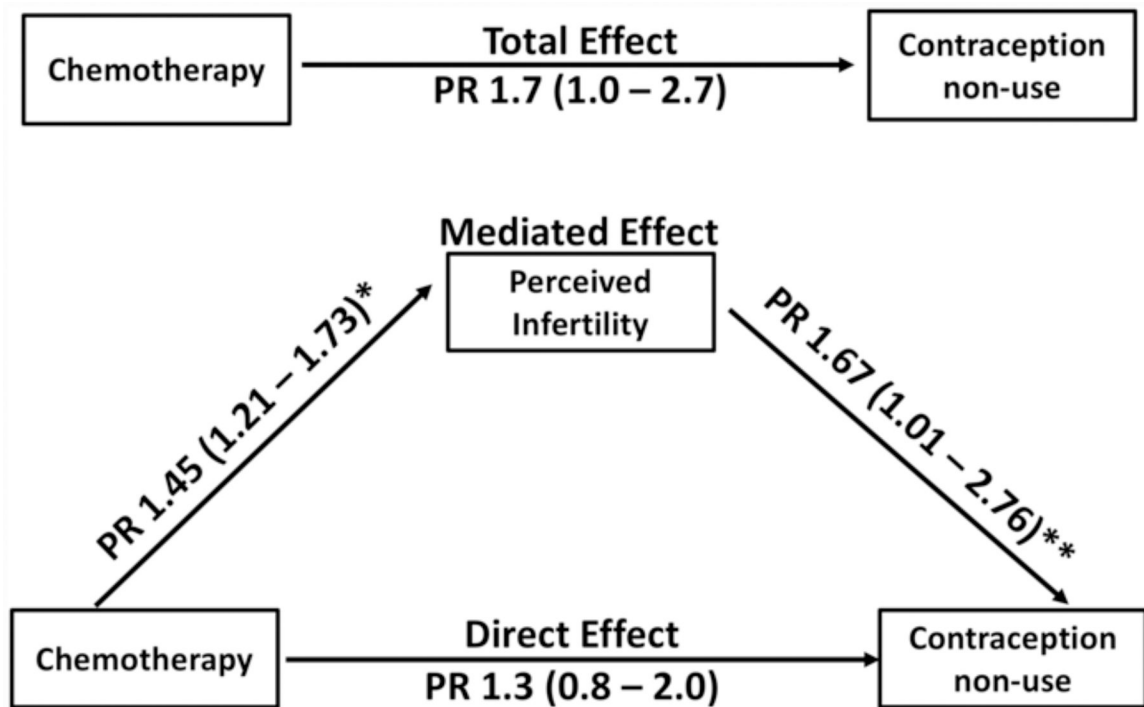 Chemotherapy
Total Effect
PR 1.7 (1.0 – 2.7)
Contraception
non-use
Mediated Effect
Perceived
Infertility
PR 1.45 (1.21 – 1.73)*
PR 1.67 (1.01 – 2.76)**
Chemotherapy
Direct Effect
PR 1.3 (0.8 – 2.0)
Contraception
non-use